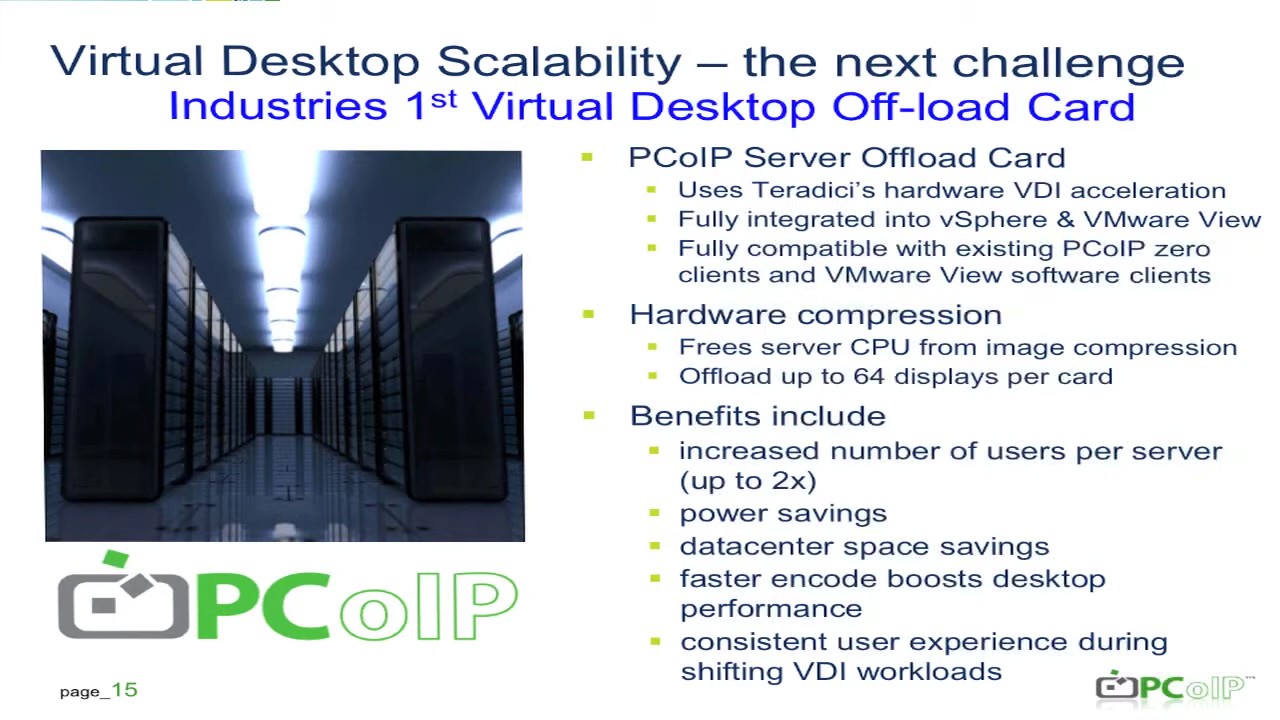 Virtual Desktop Scalability – the next challenge
Industries 1st Virtual Desktop Off-load Card
PCoIP Server Offload Card
Uses Teradici's hardware VDI acceleration
Fully integrated into vSphere & VMware View
Fully compatible with existing PCoIP zero
clients and VMware View software clients
Hardware compression
Frees server CPU from image compression
Offload up to 64 displays per card
Benefits include
increased number of users per server
(up to 2x)
power savings
datacenter space savings
faster encode boosts desktop
performance
consistent user experience during
shifting VDI workloads
PCoIP
page_15
PCoIP™